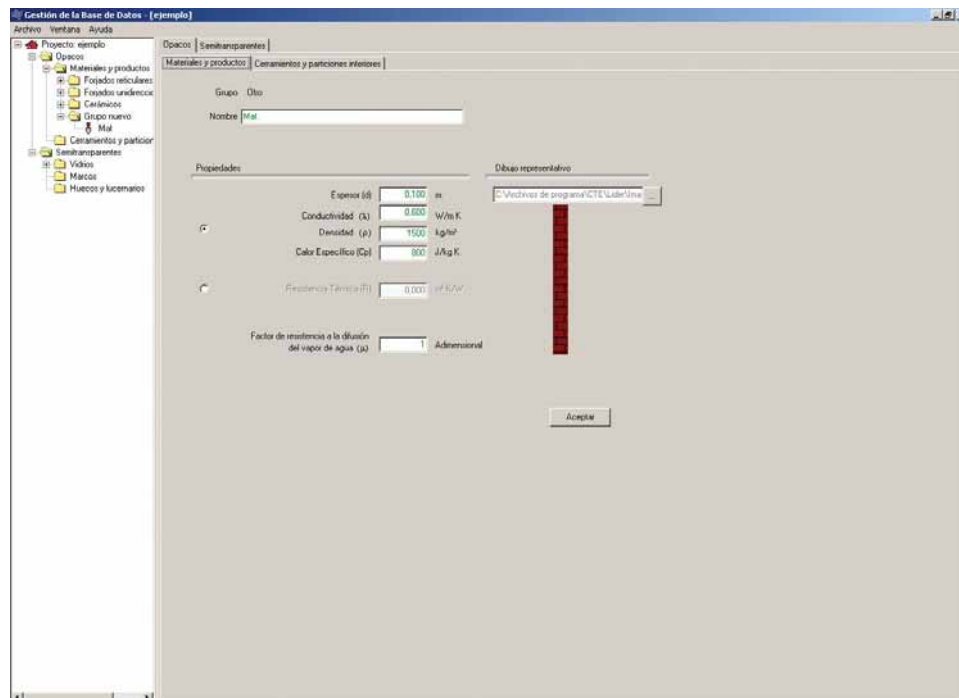 Gestión de la Base de Datos - [ejemplo]
Archivo Ventana Ayuda
Proyecto: ejemplo
Opacos
Materiales y productos
Forjados reticulares
Forjados unidireccio
Cerámicos
Grupo nuevo
Mat
Cerramientos y particion
Semitransparentes
Vidrios
Marcos
Huecos y lucernarios
Opacos Semitransparentes
Materiales y productos Cerramientos y particiones interiores
Grupo Otro
Nombre Mat
Propiedades Dibujo representativo
Espesor (d) 0.100 m C:\Archivos de programa\CTE\Lider\Ima ...
Conductividad (λ) 0.600 W/m K
Densidad (ρ) 1500 kg/m³
Calor Específico (Cp) 800 J/kg K
Resistencia Térmica (R) 0.000 m² K/W
Factor de resistencia a la difusión
del vapor de agua (μ) 1 Adimensional
Aceptar